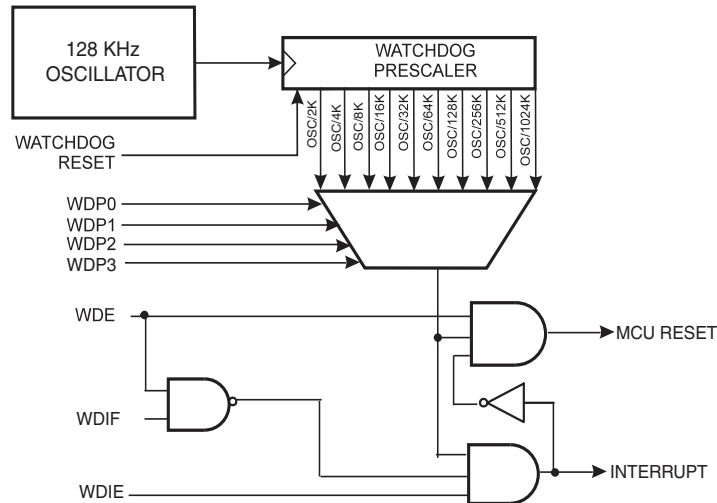 128 KHz
OSCILLATOR
WATCHDOG
PRESCALER
OSC/2K
OSC/4K
OSC/8K
OSC/16K
OSC/32K
OSC/64K
OSC/128K
OSC/256K
OSC/512K
OSC/1024K
WATCHDOG
RESET
WDP0
WDP1
WDP2
WDP3
WDE
MCU RESET
WDIF
INTERRUPT
WDIE